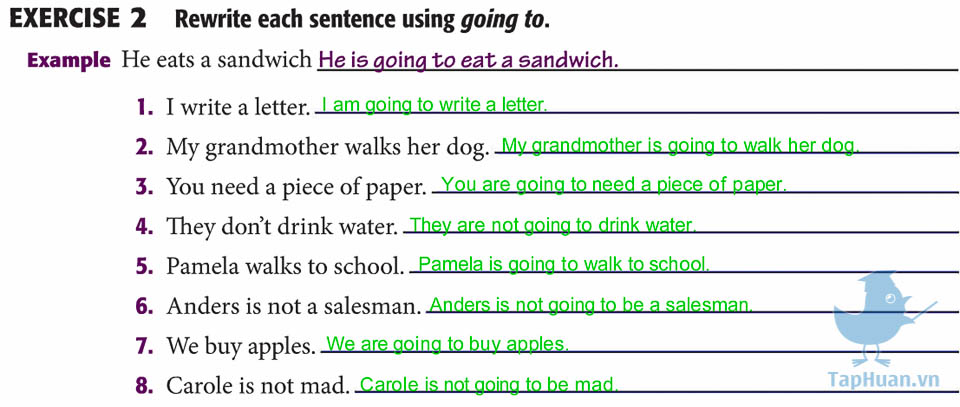 EXERCISE 2 Rewrite each sentence using going to.
Example He eats a sandwich He is going to eat a sandwich.
1. I write a letter. I am going to write a letter.
2. My grandmother walks her dog. My grandmother is going to walk her dog.
3. You need a piece of paper. You are going to need a piece of paper.
4. They don't drink water. They are not going to drink water.
5. Pamela walks to school. Pamela is going to walk to school.
6. Anders is not a salesman. Anders is not going to be a salesman.
7. We buy apples. We are going to buy apples.
8. Carole is not mad. Carole is not going to be mad.
TapHuan.vn